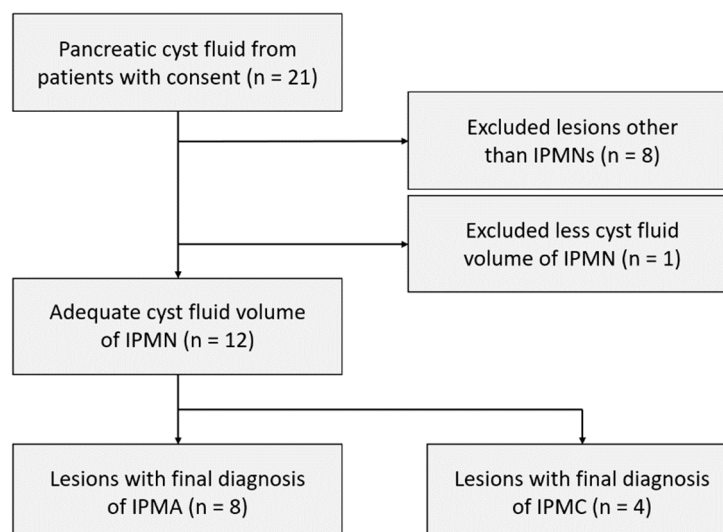 Pancreatic cyst fluid from
patients with consent (n = 21)
Excluded lesions other
than IPMNs (n = 8)
Excluded less cyst fluid
volume of IPMN (n = 1)
Adequate cyst fluid volume
of IPMN (n = 12)
Lesions with final diagnosis
of IPMA (n = 8)
Lesions with final diagnosis
of IPMC (n = 4)